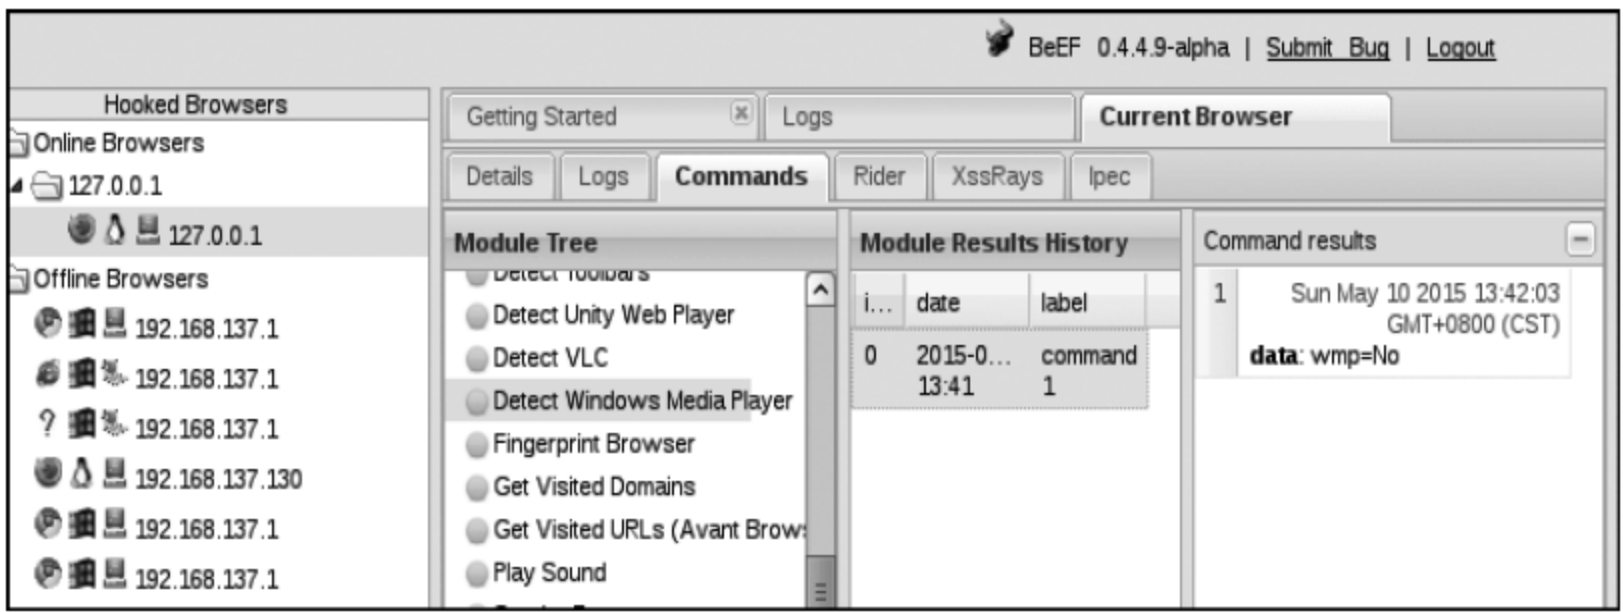 BeEF 0.4.4.9-alpha | Submit Bug | Logout
Hooked Browsers
Online Browsers
127.0.0.1
127.0.0.1
Offline Browsers
192.168.137.1
192.168.137.1
? 192.168.137.1
192.168.137.130
192.168.137.1
192.168.137.1
Getting Started
Logs
Current Browser
Details
Logs
Commands
Rider
XssRays
Ipec
Module Tree
Detect Toolbars
Detect Unity Web Player
Detect VLC
Detect Windows Media Player
Fingerprint Browser
Get Visited Domains
Get Visited URLs (Avant Brows
Play Sound
Module Results History
i... date label
0 2015-0... command
13:41 1
Command results
1 Sun May 10 2015 13:42:03
GMT+0800 (CST)
data: wmp=No